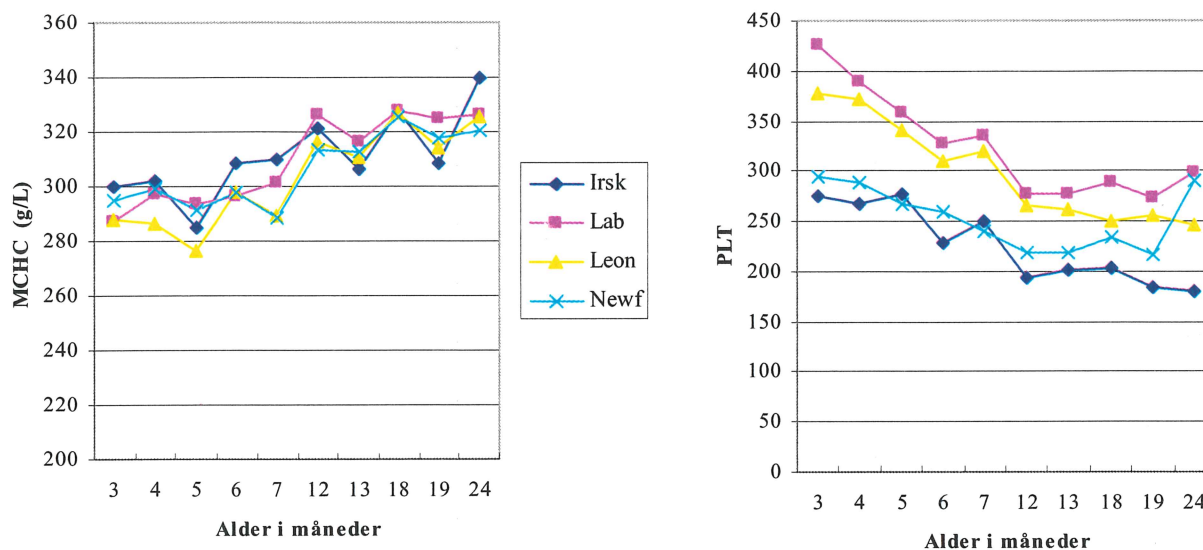 360
340
320
300
280
260
240
220
200
MCHC (g/L)
3 4 5 6 7 12 13 18 19 24
Alder i måneder
Irsk
Lab
Leon
Newf
450
400
350
300
250
200
150
100
50
0
PLT
3 4 5 6 7 12 13 18 19 24
Alder i måneder